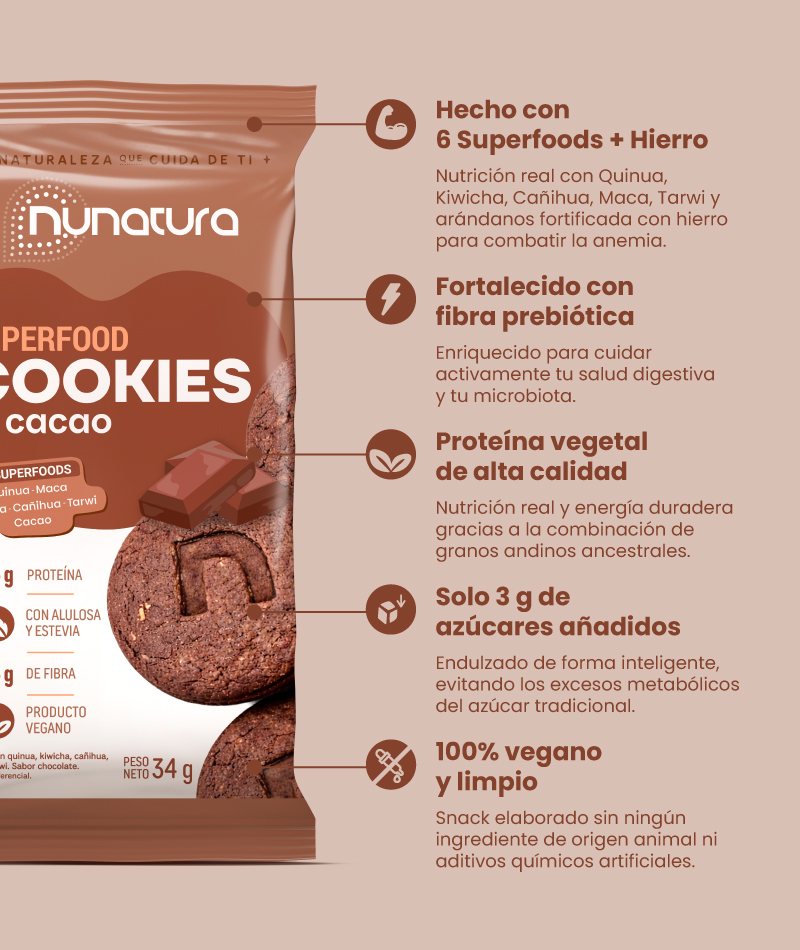 NATURALEZA QUE CUIDA DE TI +
nunatura
PERFOOD
COOKIES
cacao
UPERFOODS
uinua · Maca
a · Cañihua · Tarwi
Cacao
g PROTEÍNA
CON ALULOSA
Y ESTEVIA
g DE FIBRA
PRODUCTO
VEGANO
n quinua, kiwicha, cañihua,
wi. Sabor chocolate.
erencial.
PESO
NETO 34 g
Hecho con
6 Superfoods + Hierro
Nutrición real con Quinua,
Kiwicha, Cañihua, Maca, Tarwi y
arándanos fortificada con hierro
para combatir la anemia.
Fortalecido con
fibra prebiótica
Enriquecido para cuidar
activamente tu salud digestiva
y tu microbiota.
Proteína vegetal
de alta calidad
Nutrición real y energía duradera
gracias a la combinación de
granos andinos ancestrales.
Solo 3 g de
azúcares añadidos
Endulzado de forma inteligente,
evitando los excesos metabólicos
del azúcar tradicional.
100% vegano
y limpio
Snack elaborado sin ningún
ingrediente de origen animal ni
aditivos químicos artificiales.